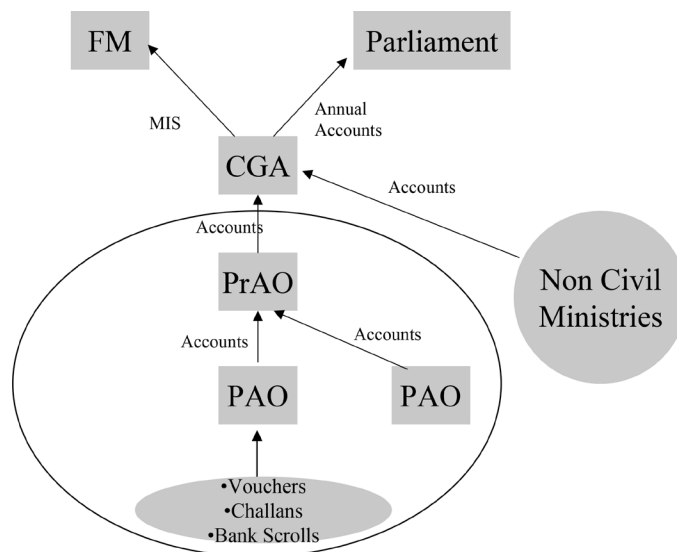 FM
Parliament
MIS
Annual
Accounts
CGA
Accounts
Accounts
PrAO
Non Civil
Ministries
Accounts
Accounts
PAO
PAO
•Vouchers
•Challans
•Bank Scrolls